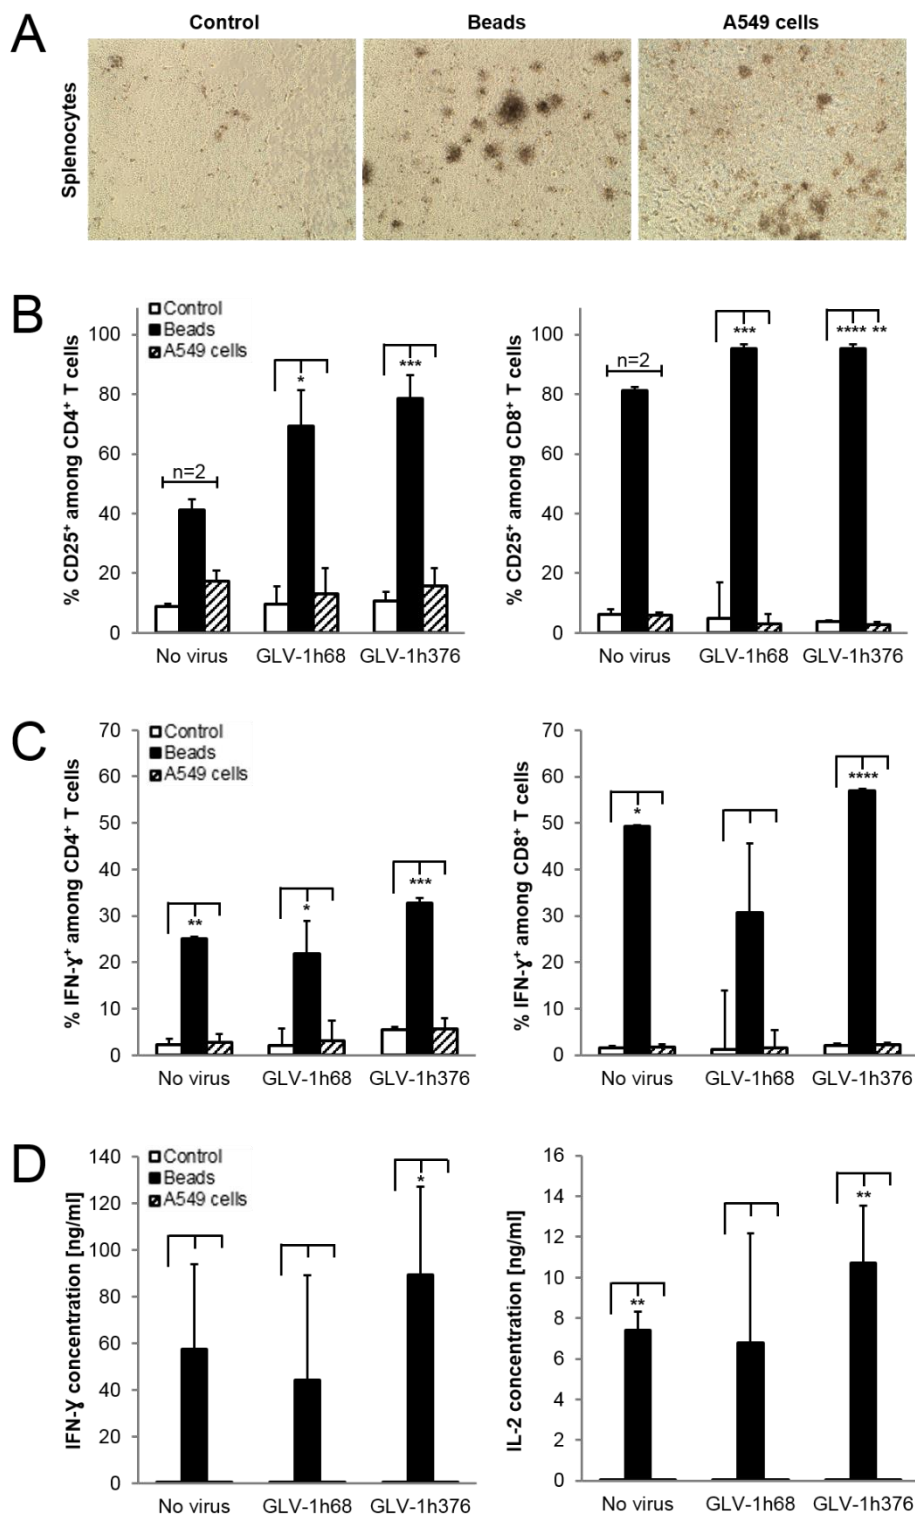 A
Control Beads A549 cells
Splenocytes
B
Control
Beads
A549 cells
% CD25+ among CD4+ T cells
100
80
60
40
20
0
n=2
*
***
No virus GLV-1h68 GLV-1h376
% CD25+ among CD8+ T cells
100
80
60
40
20
0
n=2
***
**** **
No virus GLV-1h68 GLV-1h376
C
Control
Beads
A549 cells
% IFN-ɣ+ among CD4+ T cells
70
60
50
40
30
20
10
0
**
*
***
No virus GLV-1h68 GLV-1h376
% IFN-ɣ+ among CD8+ T cells
70
60
50
40
30
20
10
0
*
****
No virus GLV-1h68 GLV-1h376
D
Control
Beads
A549 cells
IFN-ɣ concentration [ng/ml]
140
120
100
80
60
40
20
0
*
No virus GLV-1h68 GLV-1h376
IL-2 concentration [ng/ml]
16
14
12
10
8
6
4
2
0
**
**
No virus GLV-1h68 GLV-1h376